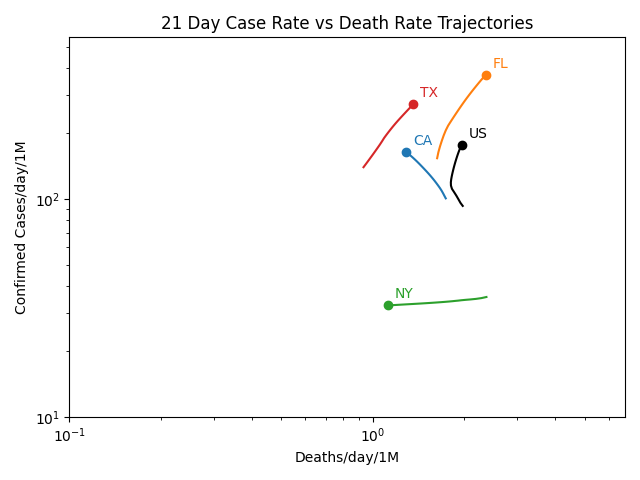 21 Day Case Rate vs Death Rate Trajectories
FL
TX
US
CA
NY
10²
10¹
Confirmed Cases/day/1M
10⁻¹
10⁰
Deaths/day/1M